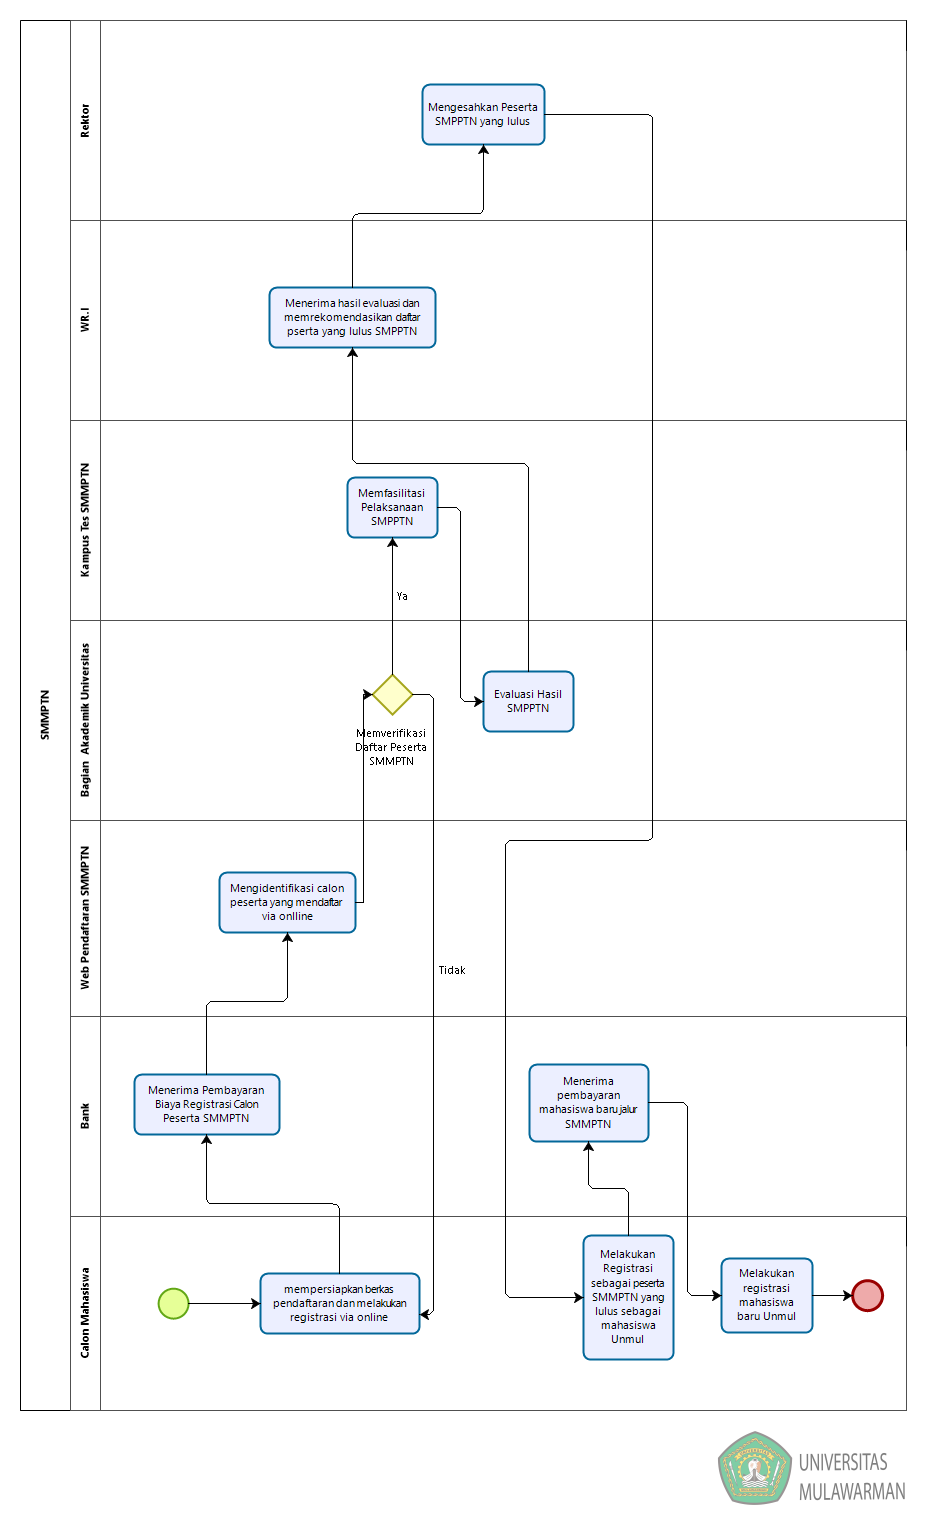 SMMPTN
Rektor
Mengesahkan Peserta
SMPPTN yang lulus
WR.I
Menerima hasil evaluasi dan
memrekomendasikan daftar
pserta yang lulus SMPPTN
Kampus Tes SMMPTN
Memfasilitasi
Pelaksanaan
SMPPTN
Ya
Bagian Akademik Universitas
Memverifikasi
Daftar Peserta
SMMPTN
Evaluasi Hasil
SMPPTN
Web Pendaftaran SMMPTN
Mengidentifikasi calon
peserta yang mendaftar
via onlline
Tidak
Bank
Menerima Pembayaran
Biaya Registrasi Calon
Peserta SMMPTN
Menerima
pembayaran
mahasiswa baru jalur
SMMPTN
Calon Mahasiswa
mempersiapkan berkas
pendaftaran dan melakukan
registrasi via online
Melakukan
Registrasi
sebagai peserta
SMMPTN yang
lulus sebagai
mahasiswa
Unmul
Melakukan
registrasi
mahasiswa
baru Unmul
UNIVERSITAS
MULAWARMAN